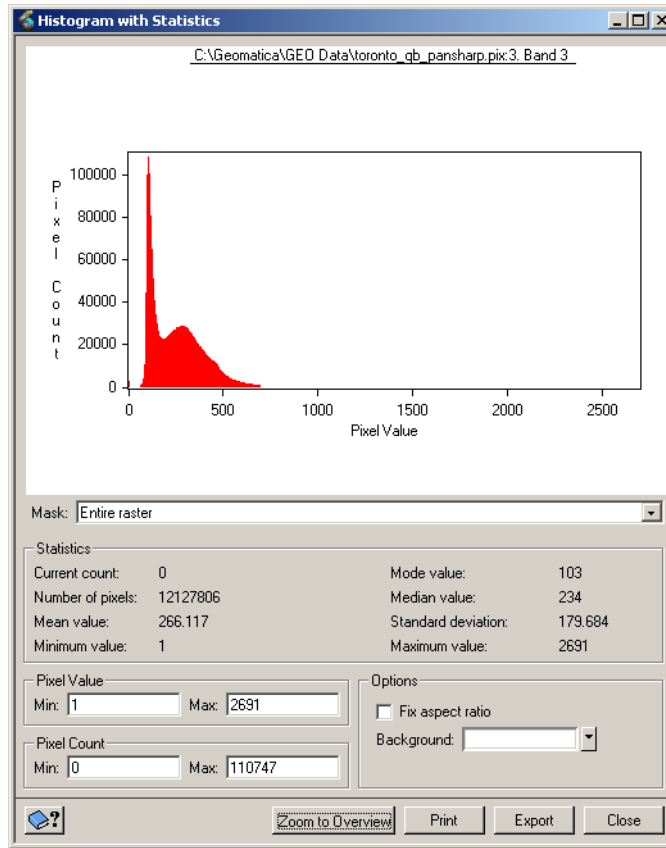 Histogram with Statistics
C:\Geomatica\GEO Data\toronto_qb_pansharp.pix:3. Band 3
Pixel Count
100000
80000
60000
40000
20000
0
0 500 1000 1500 2000 2500
Pixel Value
Mask: Entire raster
Statistics
Current count: 0 Mode value: 103
Number of pixels: 12127806 Median value: 234
Mean value: 266.117 Standard deviation: 179.684
Minimum value: 1 Maximum value: 2691
Pixel Value
Min: 1 Max: 2691
Options
Fix aspect ratio
Background:
Pixel Count
Min: 0 Max: 110747
? Zoom to Overview Print Export Close